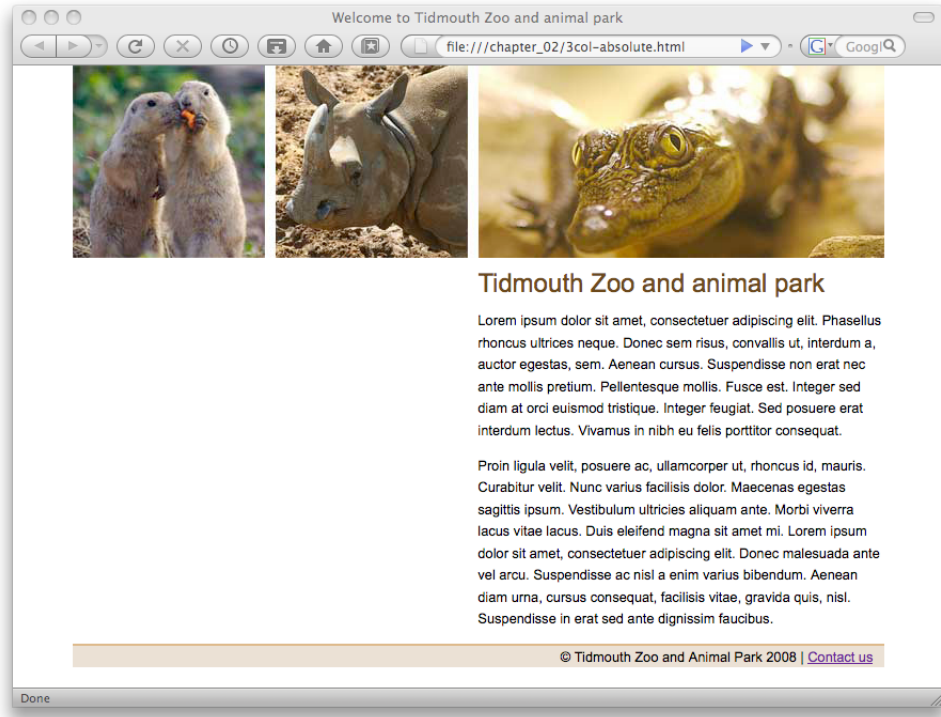 Welcome to Tidmouth Zoo and animal park
file:///chapter_02/3col-absolute.html
G
Googl
Tidmouth Zoo and animal park
Lorem ipsum dolor sit amet, consectetuer adipiscing elit. Phasellus
rhoncus ultrices neque. Donec sem risus, convallis ut, interdum a,
auctor egestas, sem. Aenean cursus. Suspendisse non erat nec
ante mollis pretium. Pellentesque mollis. Fusce est. Integer sed
diam at orci euismod tristique. Integer feugiat. Sed posuere erat
interdum lectus. Vivamus in nibh eu felis porttitor consequat.
Proin ligula velit, posuere ac, ullamcorper ut, rhoncus id, mauris.
Curabitur velit. Nunc varius facilisis dolor. Maecenas egestas
sagittis ipsum. Vestibulum ultricies aliquam ante. Morbi viverra
lacus vitae lacus. Duis eleifend magna sit amet mi. Lorem ipsum
dolor sit amet, consectetuer adipiscing elit. Donec malesuada ante
vel arcu. Suspendisse ac nisl a enim varius bibendum. Aenean
diam urna, cursus consequat, facilisis vitae, gravida quis, nisl.
Suspendisse in erat sed ante dignissim faucibus.
© Tidmouth Zoo and Animal Park 2008 | Contact us
Done